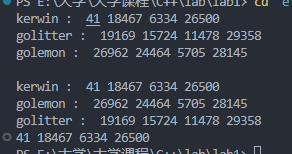 PS E:\大学\大学课程\C++\lab\lab1> cd "e
kerwin : 41 18467 6334 26500
golitter : 19169 15724 11478 29358
golemon : 26962 24464 5705 28145
kerwin : 41 18467 6334 26500
golemon : 26962 24464 5705 28145
golitter : 19169 15724 11478 29358
41 18467 6334 26500
PS E:\大学\大学课程\C++\lab\lab1>